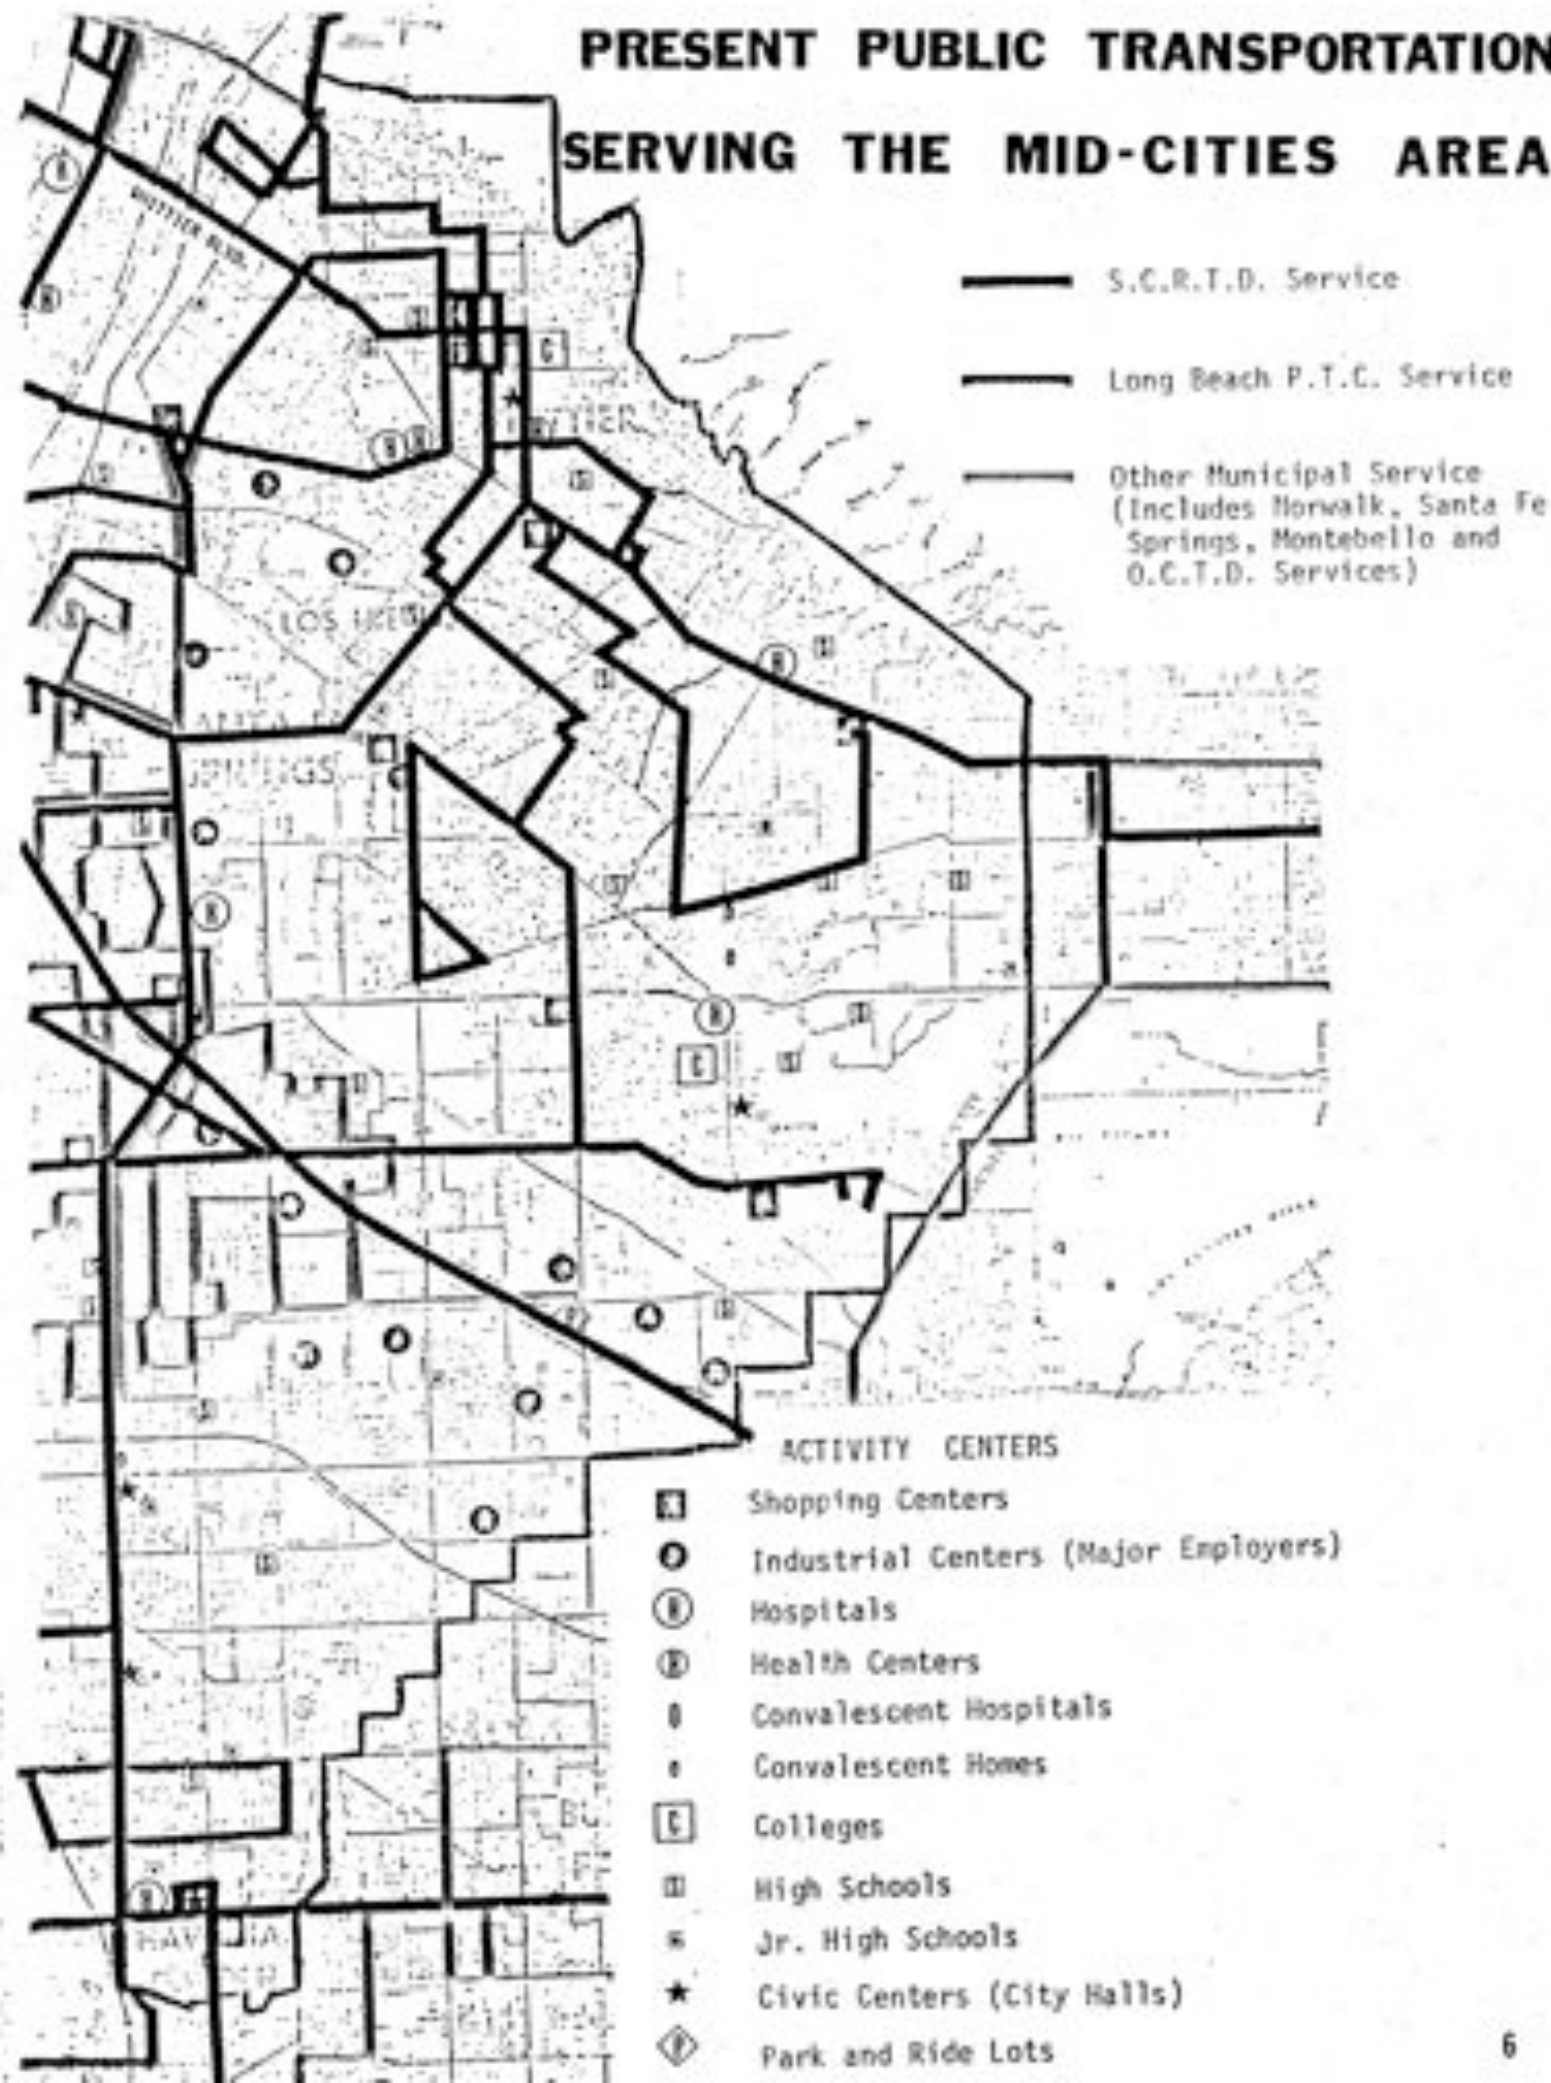 PRESENT PUBLIC TRANSPORTATION
SERVING THE MID-CITIES AREA
WHITTIER BLVD.
S.C.R.T.D. Service
Long Beach P.T.C. Service
Other Municipal Service
(Includes Norwalk, Santa Fe
Springs, Montebello and
O.C.T.D. Services)
LOS
ACTIVITY CENTERS
Shopping Centers
Industrial Centers (Major Employers)
H Hospitals
Health Centers
Convalescent Hospitals
Convalescent Homes
C Colleges
High Schools
Jr. High Schools
Civic Centers (City Halls)
P Park and Ride Lots
6